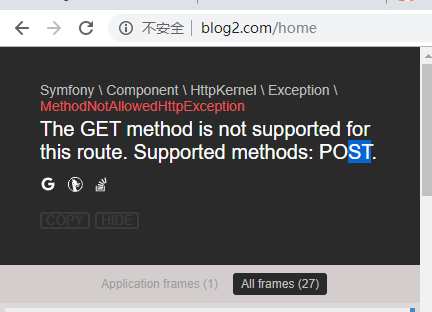 不安全 | blog2.com/home
Symfony \ Component \ HttpKernel \ Exception \
MethodNotAllowedHttpException
The GET method is not supported for
this route. Supported methods: POST.
COPY HIDE
Application frames (1) All frames (27)